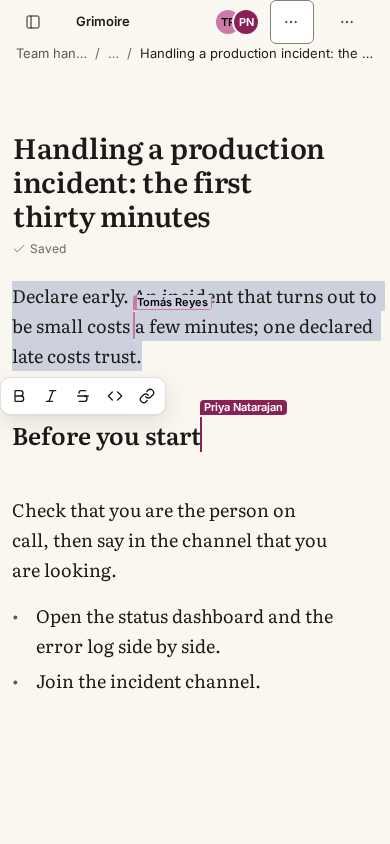 Grimoire
TR PN
Team han... / ... / Handling a production incident: the ...
Handling a production
incident: the first
thirty minutes
Saved
Declare early. An incident that turns out to
Tomás Reyes
be small costs a few minutes; one declared
late costs trust.
Priya Natarajan
Before you start
Check that you are the person on
call, then say in the channel that you
are looking.
• Open the status dashboard and the
error log side by side.
• Join the incident channel.